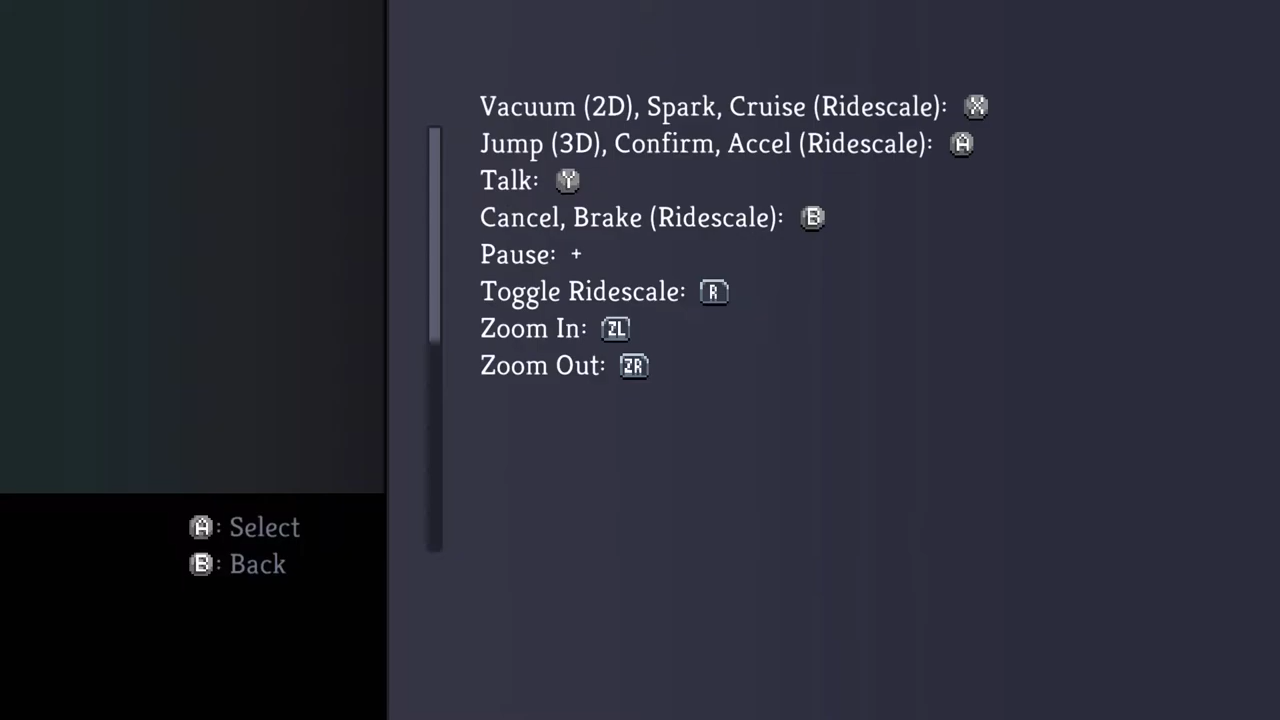 Vacuum (2D), Spark, Cruise (Ridescale): X
Jump (3D), Confirm, Accel (Ridescale): A
Talk: Y
Cancel, Brake (Ridescale): B
Pause: +
Toggle Ridescale: R
Zoom In: ZL
Zoom Out: ZR
A: Select
B: Back